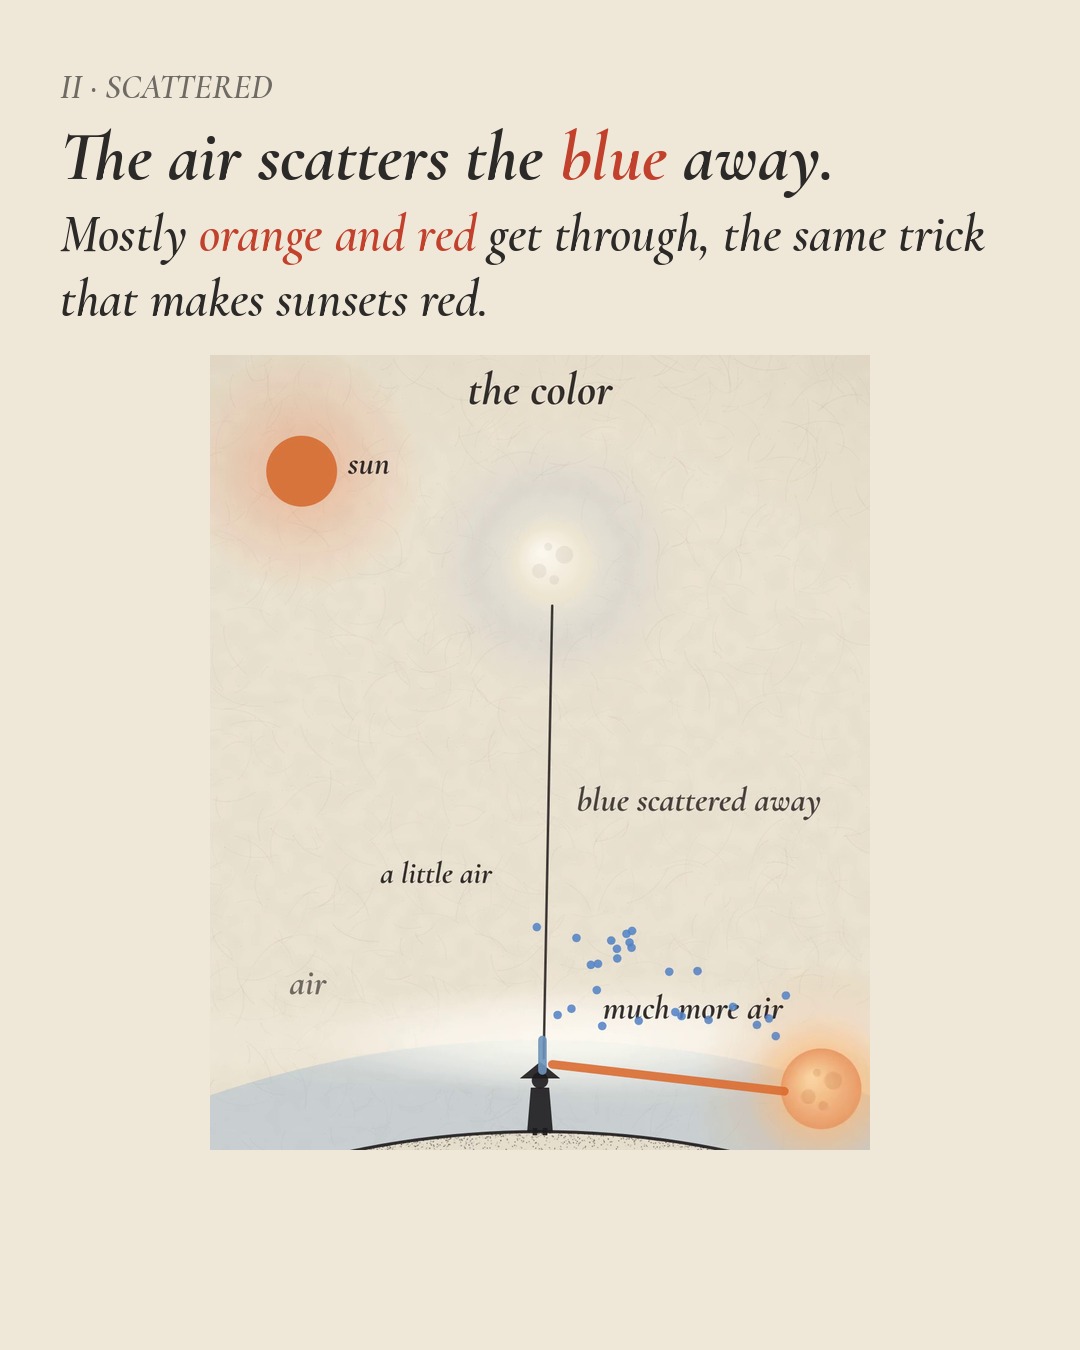 II · SCATTERED
The air scatters the blue away.
Mostly orange and red get through, the same trick
that makes sunsets red.
the color
sun
blue scattered away
a little air
air
much more air